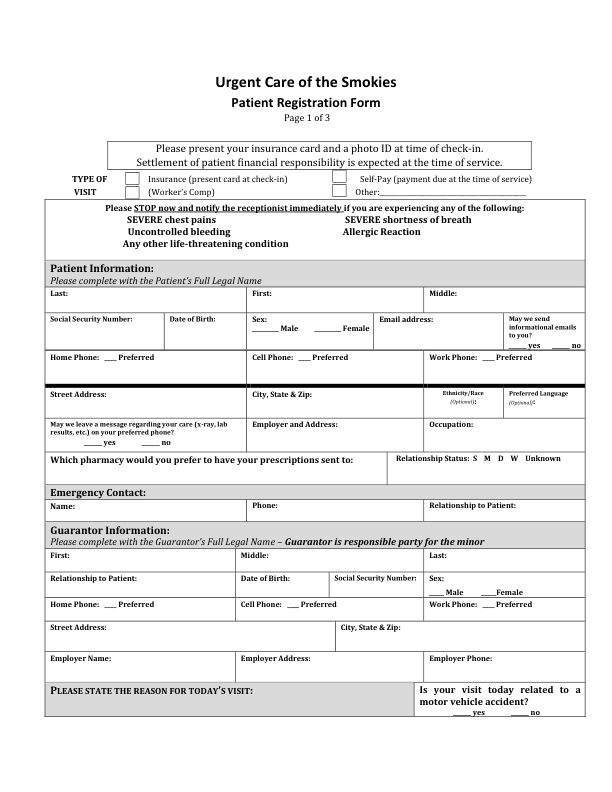 Urgent Care of the Smokies
Patient Registration Form
Page 1 of 3
Please present your insurance card and a photo ID at time of check-in.
Settlement of patient financial responsibility is expected at the time of service.
TYPE OF VISIT
Insurance (present card at check-in) Self-Pay (payment due at the time of service)
(Worker's Comp) Other:_______________
Please STOP now and notify the receptionist immediately if you are experiencing any of the following:
SEVERE chest pains SEVERE shortness of breath
Uncontrolled bleeding Allergic Reaction
Any other life-threatening condition
Patient Information:
Please complete with the Patient's Full Legal Name
Last: First: Middle:
Social Security Number: Date of Birth: Sex: Email address: May we send
informational emails
to you?
____ Male ____ Female
____ yes ____ no
Home Phone: ___ Preferred Cell Phone: ___ Preferred Work Phone: ___ Preferred
Street Address: City, State & Zip: Ethnicity/Race Preferred Language
(Optional): (Optional):
May we leave a message regarding your care (x-ray, lab
results, etc.) on your preferred phone?
____ yes ____ no
Employer and Address: Occupation:
Which pharmacy would you prefer to have your prescriptions sent to: Relationship Status: S M D W Unknown
Emergency Contact:
Name: Phone: Relationship to Patient:
Guarantor Information:
Please complete with the Guarantor's Full Legal Name – Guarantor is responsible party for the minor
First: Middle: Last:
Relationship to Patient: Date of Birth: Social Security Number: Sex:
____ Male ____Female
Home Phone: ___ Preferred Cell Phone: ___ Preferred Work Phone: ___ Preferred
Street Address: City, State & Zip:
Employer Name: Employer Address: Employer Phone:
PLEASE STATE THE REASON FOR TODAY'S VISIT: Is your visit today related to a
motor vehicle accident?
____ yes ____ no